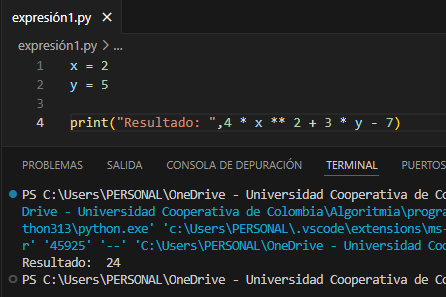 expresión1.py ×
expresión1.py > ...
1 x = 2
2 y = 5
3
4 print("Resultado: ",4 * x ** 2 + 3 * y - 7)
PROBLEMAS SALIDA CONSOLA DE DEPURACIÓN TERMINAL PUERTOS
PS C:\Users\PERSONAL\OneDrive - Universidad Cooperativa de Co
Drive - Universidad Cooperativa de Colombia\Algoritmia\progra
thon313\python.exe' 'c:\Users\PERSONAL\.vscode\extensions\ms-
r' '45925' '--' 'C:\Users\PERSONAL\OneDrive - Universidad Coo
Resultado:  24
PS C:\Users\PERSONAL\OneDrive - Universidad Cooperativa de Co